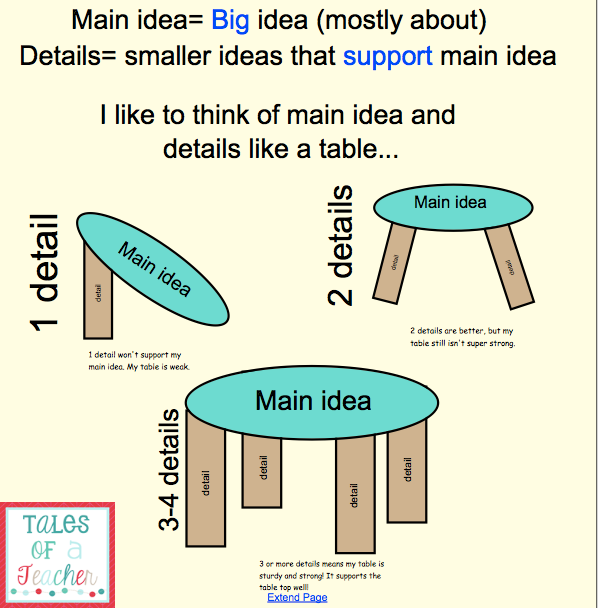 Main idea= Big idea (mostly about)
Details= smaller ideas that support main idea
I like to think of main idea and
details like a table...
1 detail
Main idea
detail
1 detail won't support my
main idea. My table is weak.
2 details
Main idea
detail
detail
2 details are better, but my
table still isn't super strong.
3-4 details
Main idea
detail
detail
detail
detail
3 or more details means my table is
sturdy and strong! It supports the
table top well!
Extend Page
TALES
OF a
Teacher